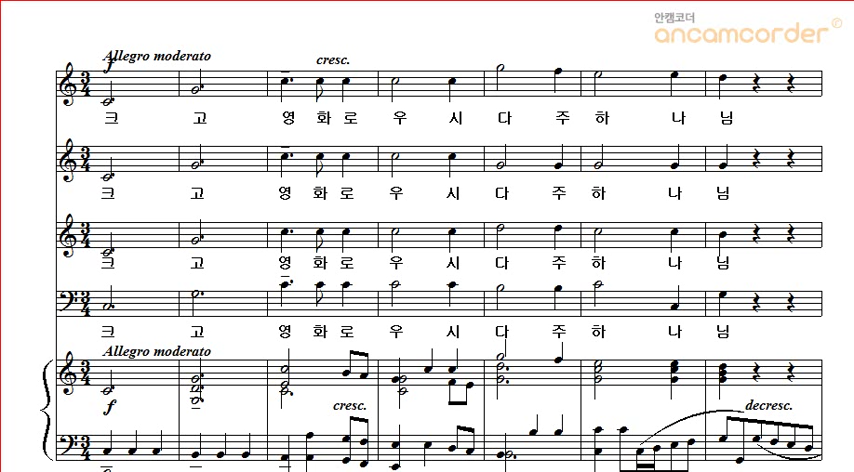 안캠코더
ancamcorder®
Allegro moderato
f
cresc.
크 고 영 화 로 우 시 다 주 하 나 님
크 고 영 화 로 우 시 다 주 하 나 님
크 고 영 화 로 우 시 다 주 하 나 님
크 고 영 화 로 우 시 다 주 하 나 님
Allegro moderato
f
cresc.
decresc.